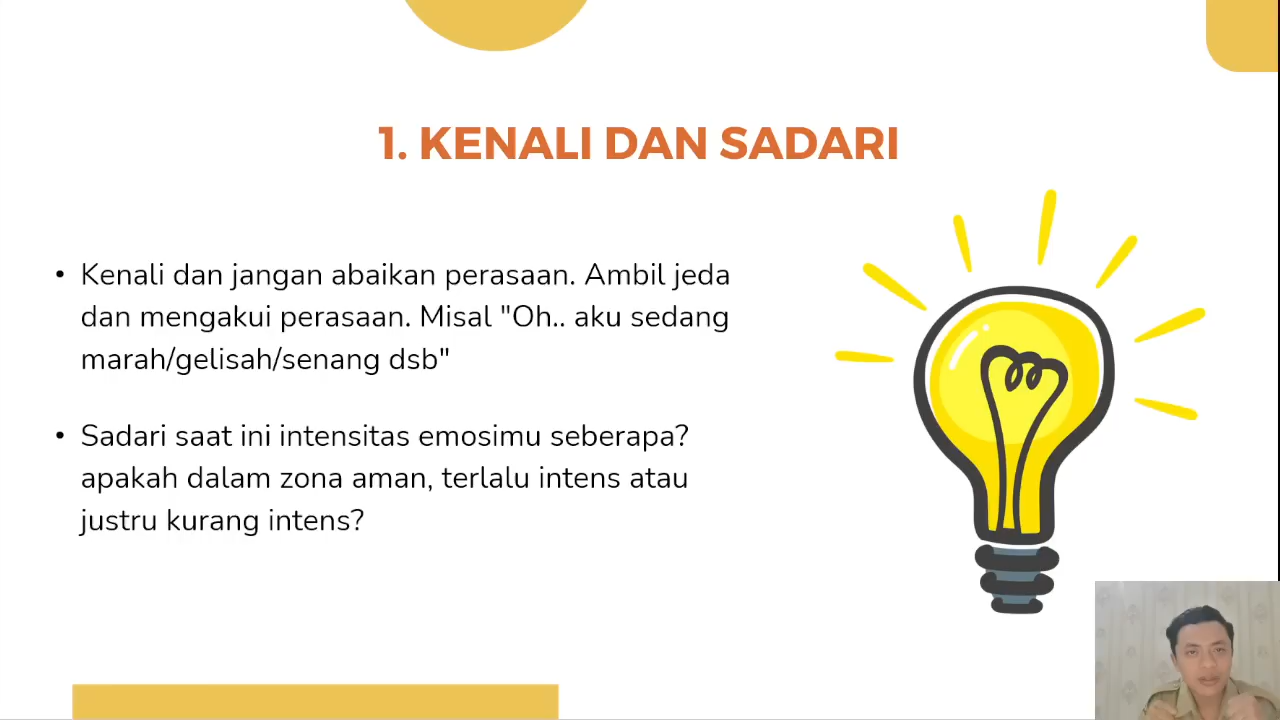 1. KENALI DAN SADARI
• Kenali dan jangan abaikan perasaan. Ambil jeda
dan mengakui perasaan. Misal "Oh.. aku sedang
marah/gelisah/senang dsb"
• Sadari saat ini intensitas emosimu seberapa?
apakah dalam zona aman, terlalu intens atau
justru kurang intens?